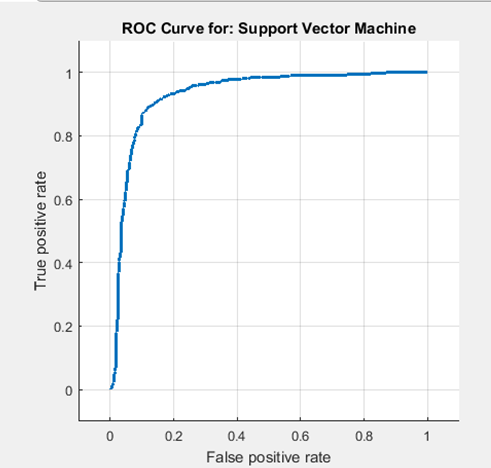 ROC Curve for: Support Vector Machine
1
0.8
0.6
0.4
0.2
0
True positive rate
0 0.2 0.4 0.6 0.8 1
False positive rate